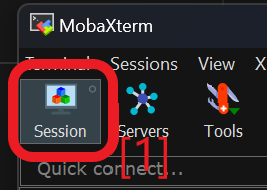 MobaXterm
Terminal Sessions View X
Session Servers Tools
[1]
Quick connect...